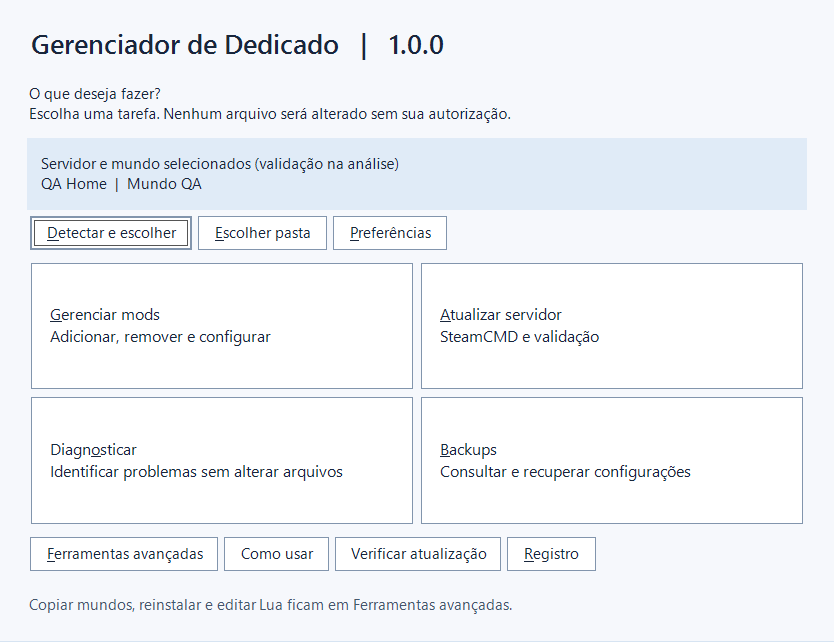 Gerenciador de Dedicado | 1.0.0
O que deseja fazer?
Escolha uma tarefa. Nenhum arquivo será alterado sem sua autorização.
Servidor e mundo selecionados (validação na análise)
QA Home | Mundo QA
Detectar e escolher
Escolher pasta
Preferências
Gerenciar mods
Adicionar, remover e configurar
Atualizar servidor
SteamCMD e validação
Diagnosticar
Identificar problemas sem alterar arquivos
Backups
Consultar e recuperar configurações
Ferramentas avançadas
Como usar
Verificar atualização
Registro
Copiar mundos, reinstalar e editar Lua ficam em Ferramentas avançadas.